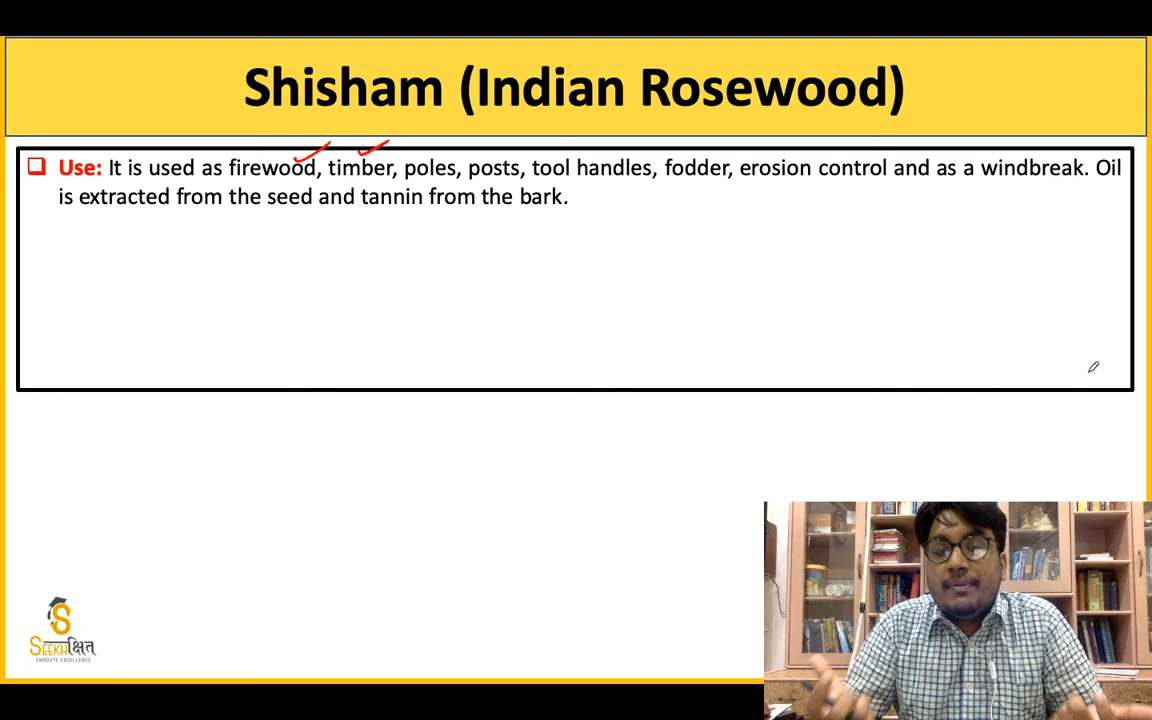 Shisham (Indian Rosewood)
Use: It is used as firewood, timber, poles, posts, tool handles, fodder, erosion control and as a windbreak. Oil
is extracted from the seed and tannin from the bark.
S
SEEKHक्षित
ENROUTE EXCELLENCE